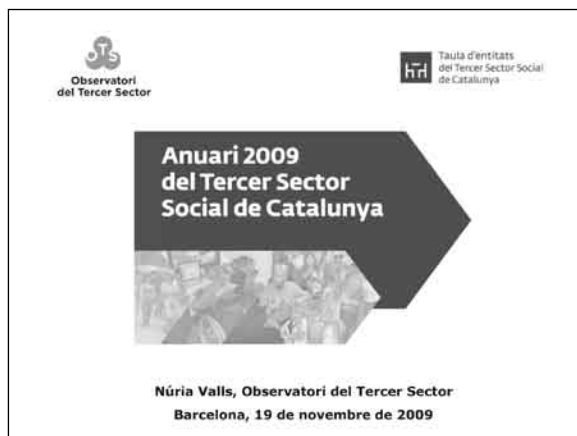 OTS
Observatori
del Tercer Sector
Taula d'entitats
del Tercer Sector Social
de Catalunya
Anuari 2009
del Tercer Sector
Social de Catalunya
Núria Valls, Observatori del Tercer Sector
Barcelona, 19 de novembre de 2009